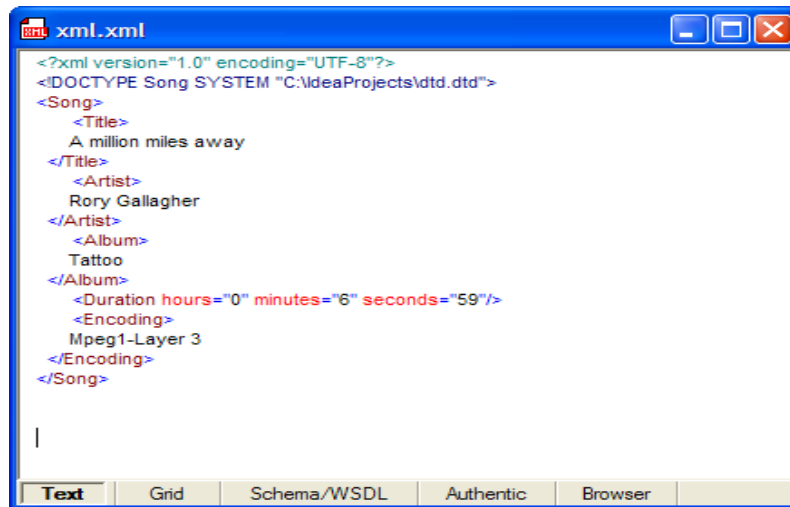 XML xml.xml
<?xml version="1.0" encoding="UTF-8"?>
<!DOCTYPE Song SYSTEM "C:\IdeaProjects\dtd.dtd">
<Song>
<Title>
A million miles away
</Title>
<Artist>
Rory Gallagher
</Artist>
<Album>
Tattoo
</Album>
<Duration hours="0" minutes="6" seconds="59"/>
<Encoding>
Mpeg1-Layer 3
</Encoding>
</Song>
Text Grid Schema/WSDL Authentic Browser